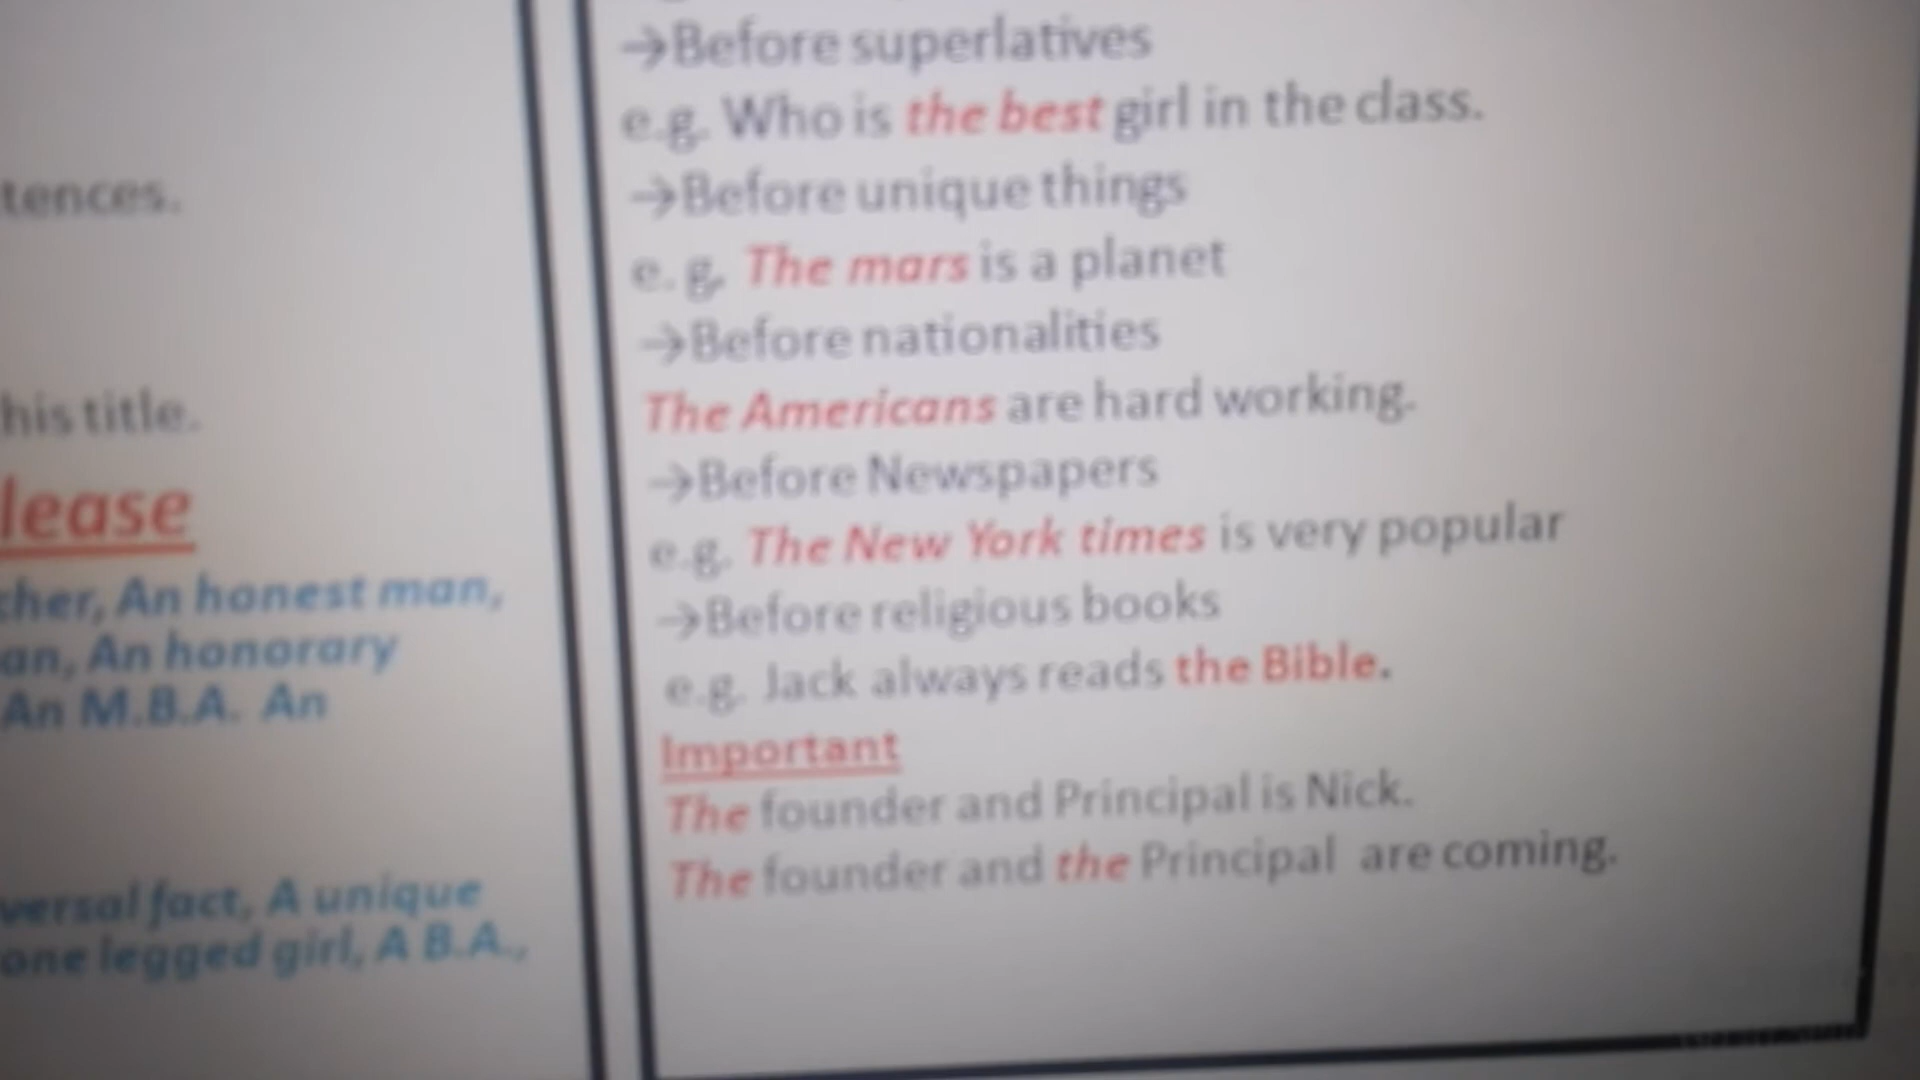 tences.
his title.
lease
cher, An honest man,
an, An honorary
An M.B.A. An
versal fact, A unique
one legged girl, A B.A.,
→Before superlatives
e.g. Who is the best girl in the class.
→Before unique things
e. g. The mars is a planet
→Before nationalities
The Americans are hard working.
→Before Newspapers
e.g. The New York times is very popular
→Before religious books
e.g. Jack always reads the Bible.
Important
The founder and Principal is Nick.
The founder and the Principal are coming.